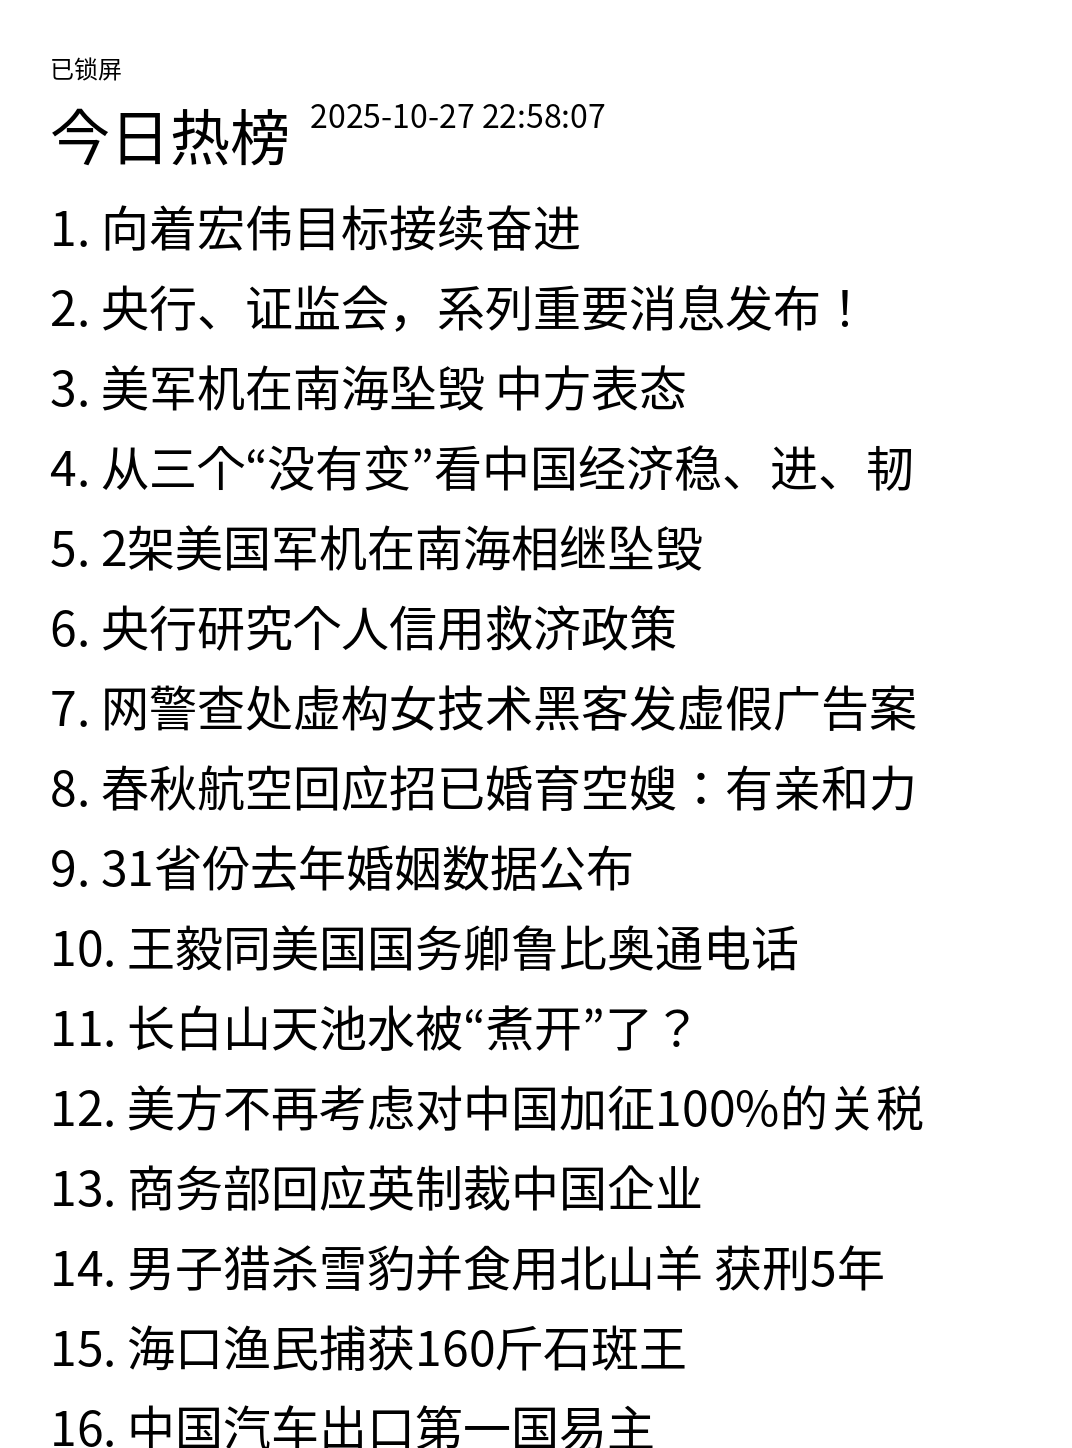 已锁屏
今日热榜 2025-10-27 22:58:07
1. 向着宏伟目标接续奋进
2. 央行、证监会，系列重要消息发布！
3. 美军机在南海坠毁 中方表态
4. 从三个“没有变”看中国经济稳、进、韧
5. 2架美国军机在南海相继坠毁
6. 央行研究个人信用救济政策
7. 网警查处虚构女技术黑客发虚假广告案
8. 春秋航空回应招已婚育空嫂：有亲和力
9. 31省份去年婚姻数据公布
10. 王毅同美国国务卿鲁比奥通电话
11. 长白山天池水被“煮开”了？
12. 美方不再考虑对中国加征100%的关税
13. 商务部回应英制裁中国企业
14. 男子猎杀雪豹并食用北山羊 获刑5年
15. 海口渔民捕获160斤石斑王
16. 中国汽车出口第一国易主